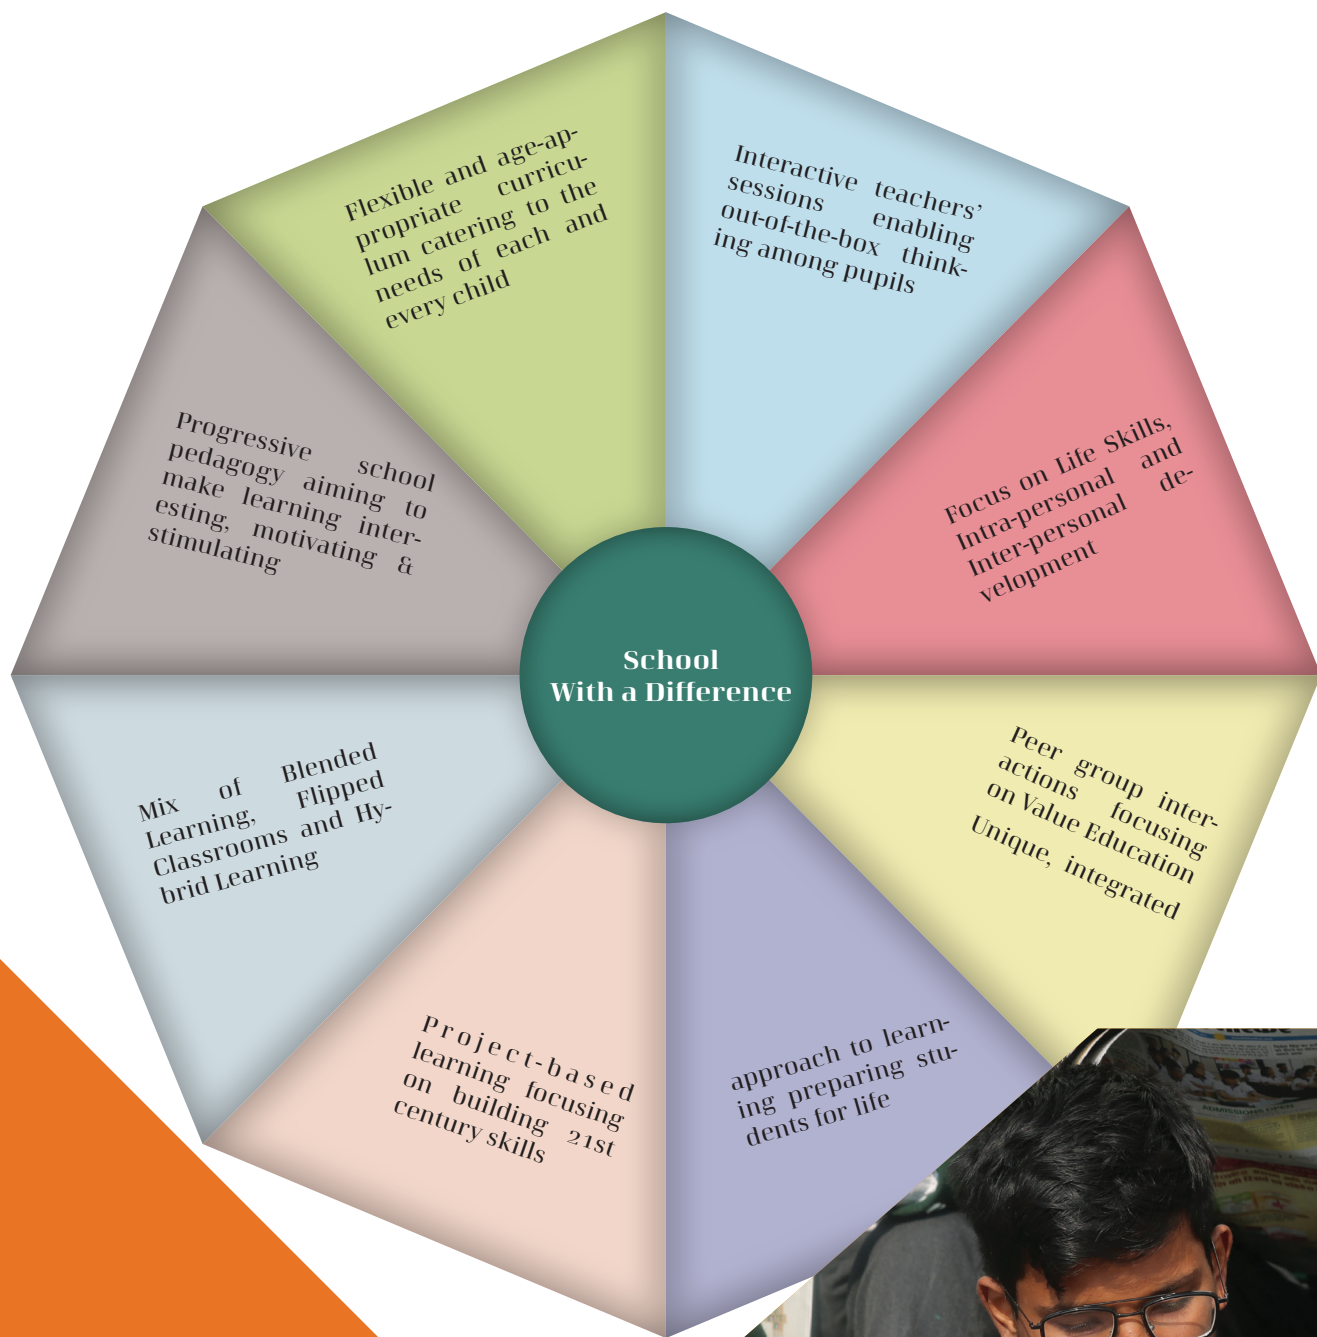 Flexible and age-ap-
propriate curricu-
lum catering to the
needs of each and
every child
Interactive teachers’
sessions enabling
out-of-the-box think-
ing among pupils
Focus on Life Skills,
Intra-personal and
Inter-personal de-
velopment
Peer group inter-
actions focusing
on Value Education
Unique, integrated
approach to learn-
ing preparing stu-
dents for life
Project-based
learning focusing
on building 21st
century skills
Mix of Blended
Learning, Flipped
Classrooms and Hy-
brid Learning
Progressive school
pedagogy aiming to
make learning inter-
esting, motivating &
stimulating
School
With a Difference
ADMISSIONS OPEN